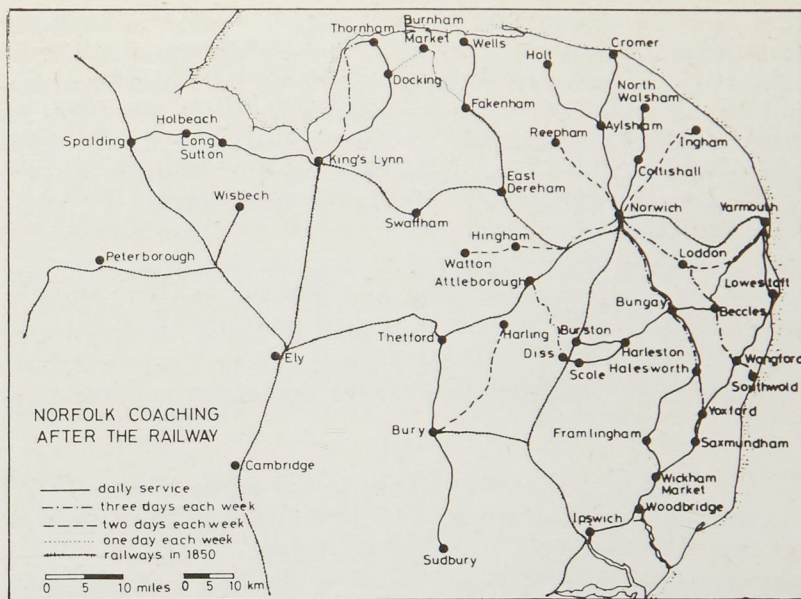 Thornham
Burnham
Market
Wells
Holt
Cromer
Docking
North
Walsham
Holbeach
Fakenham
Reepham
Aylsham
Ingham
Spalding
Long
Sutton
King's Lynn
Coltishall
East
Dereham
Wisbech
Swaffham
Norwich
Yarmouth
Hingham
Peterborough
Watton
Loddon
Attleborough
Lowestoft
Bungay
Beccles
Harling
Burston
Thetford
Diss
Harleston
Wangford
Ely
Scole
Halesworth
Southwold
NORFOLK COACHING
AFTER THE RAILWAY
Yoxford
Bury
Framlingham
Saxmundham
Cambridge
Wickham
Market
daily service
three days each week
Woodbridge
two days each week
Ipswich
one day each week
railways in 1850
Sudbury
0 5 10 miles
0 5 10 km